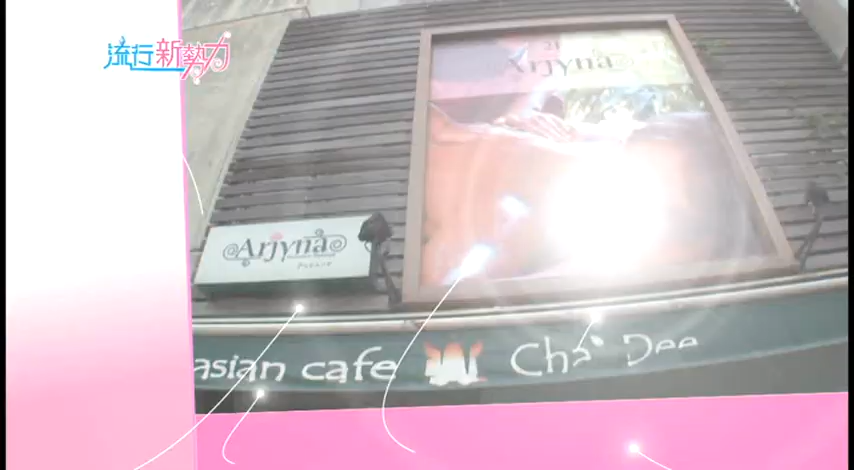 流行新勢力
Arjyna
Arjyna
asian cafe Cha Dee